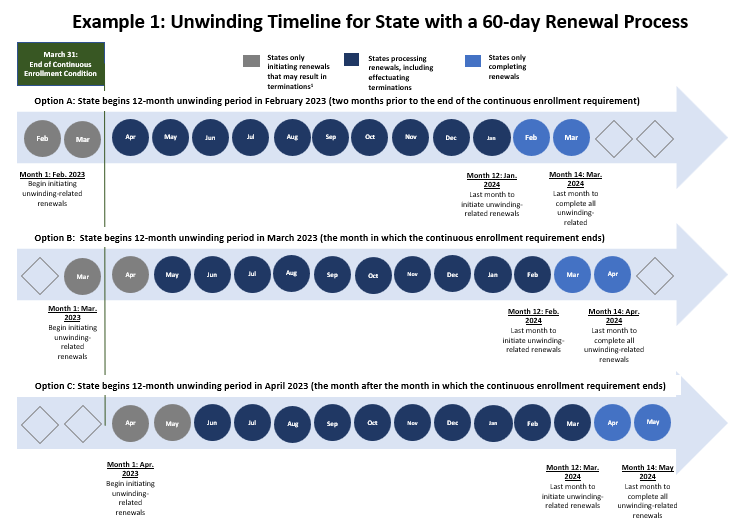 Example 1: Unwinding Timeline for State with a 60-day Renewal Process
March 31:
End of Continuous
Enrollment Condition
States only
initiating renewals
that may result in
terminations¹
States processing
renewals, including
effectuating
terminations
States only
completing
renewals
Option A: State begins 12-month unwinding period in February 2023 (two months prior to the end of the continuous enrollment requirement)
Feb Mar Apr May Jun Jul Aug Sep Oct Nov Dec Jan Feb Mar
Month 1: Feb. 2023
Begin initiating
unwinding-related
renewals
Month 12: Jan.
2024
Last month to
initiate unwinding-
related renewals
Month 14: Mar.
2024
Last month to
complete all
unwinding-
related
Option B:  State begins 12-month unwinding period in March 2023 (the month in which the continuous enrollment requirement ends)
Mar Apr May Jun Jul Aug Sep Oct Nov Dec Jan Feb Mar Apr
Month 1: Mar.
2023
Begin initiating
unwinding-
related
renewals
Month 12: Feb.
2024
Last month to
initiate unwinding-
related renewals
Month 14: Apr.
2024
Last month to
complete all
unwinding-related
renewals
Option C: State begins 12-month unwinding period in April 2023 (the month after the month in which the continuous enrollment requirement ends)
Apr May Jun Jul Aug Sep Oct Nov Dec Jan Feb Mar Apr May
Month 1: Apr.
2023
Begin initiating
unwinding-
related
renewals
Month 12: Mar.
2024
Last month to
initiate unwinding-
related renewals
Month 14: May
2024
Last month to
complete all
unwinding-related
renewals